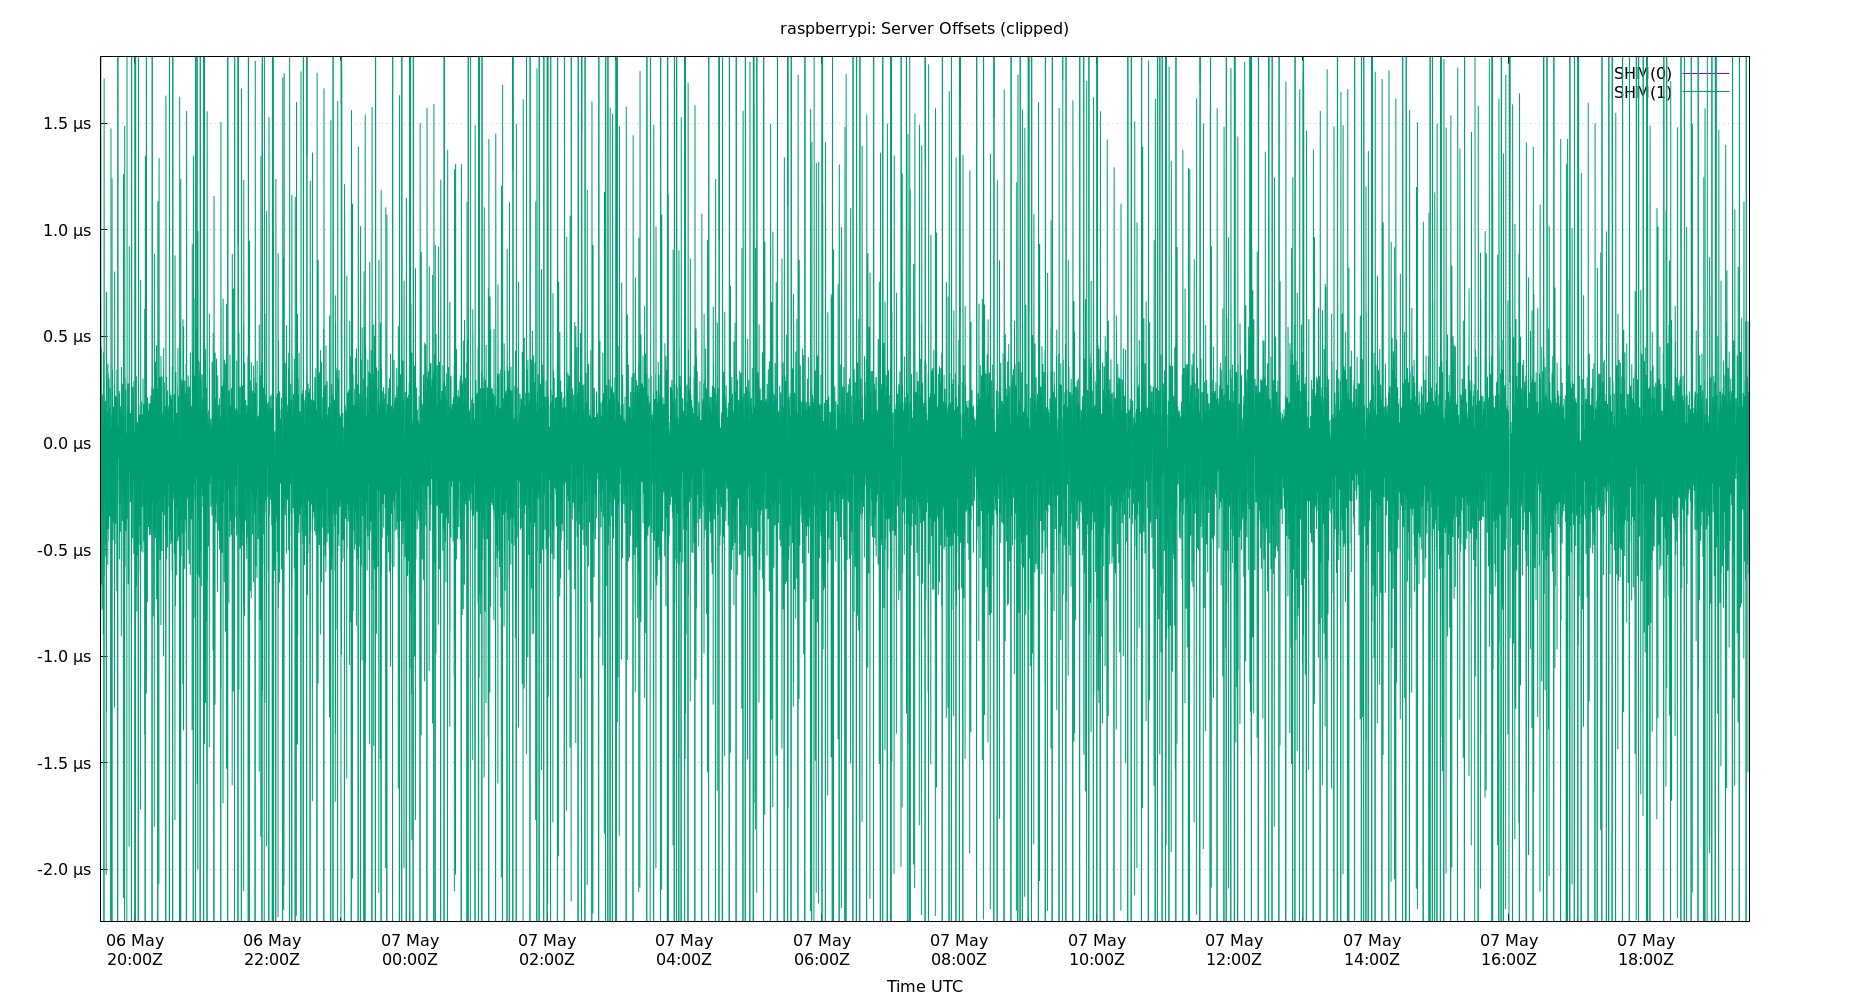 raspberrypi: Server Offsets (clipped)
SHM(0)
SHM(1)
1.5 µs
1.0 µs
0.5 µs
0.0 µs
-0.5 µs
-1.0 µs
-1.5 µs
-2.0 µs
06 May 06 May 07 May 07 May 07 May 07 May 07 May 07 May 07 May 07 May 07 May 07 May
20:00Z 22:00Z 00:00Z 02:00Z 04:00Z 06:00Z 08:00Z 10:00Z 12:00Z 14:00Z 16:00Z 18:00Z
Time UTC